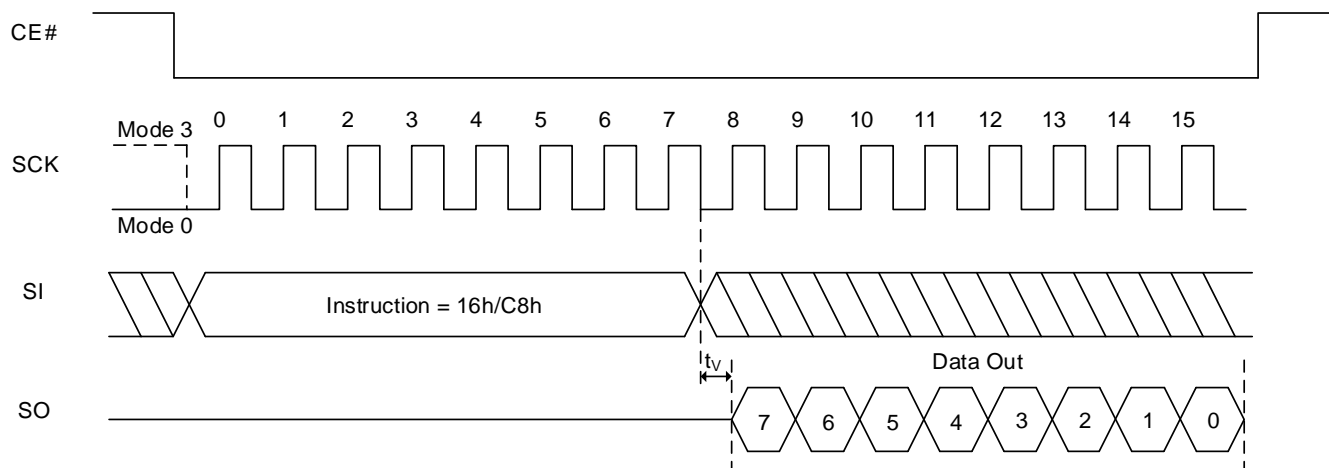 CE#
Mode 3
0 1 2 3 4 5 6 7 8 9 10 11 12 13 14 15
SCK
Mode 0
SI
Instruction = 16h/C8h
tV
Data Out
SO
7 6 5 4 3 2 1 0